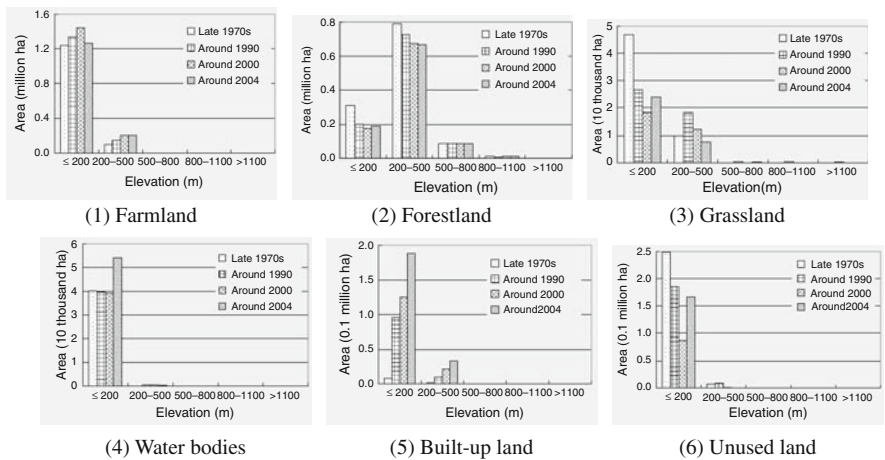 1.6
1.2
0.8
0.4
0.0
Area (million ha)
Late 1970s
Around 1990
Around 2000
Around 2004
≤ 200 200–500 500–800 800–1100 >1100
Elevation (m)
(1) Farmland
0.8
0.6
0.4
0.2
0.0
Area (million ha)
Late 1970s
Around 1990
Around 2000
Around 2004
≤ 200 200–500 500–800 800–1100 >1100
Elevation (m)
(2) Forestland
5
4
3
2
1
0
Area (10 thousand ha)
Late 1970s
Around 1990
Around 2000
Around 2004
≤ 200 200–500 500–800 800–1100 >1100
Elevation(m)
(3) Grassland
6
5
4
3
2
1
0
Area (10 thousand ha)
Late 1970s
Around 1990
Around 2000
Around 2004
≤ 200 200–500 500–800 800–1100 >1100
Elevation (m)
(4) Water bodies
2.0
1.5
1.0
0.5
0.0
Area (0.1 million ha)
Late 1970s
Around 1990
Around 2000
Around2004
≤ 200 200–500 500–800 800–1100 >1100
Elevation (m)
(5) Built-up land
2.5
2.0
1.5
1.0
0.5
0.0
Area (0.1 million ha)
Late 1970s
Around 1990
Around 2000
Around2004
≤ 200 200–500 500–800 800–1100 >1100
Elevation (m)
(6) Unused land